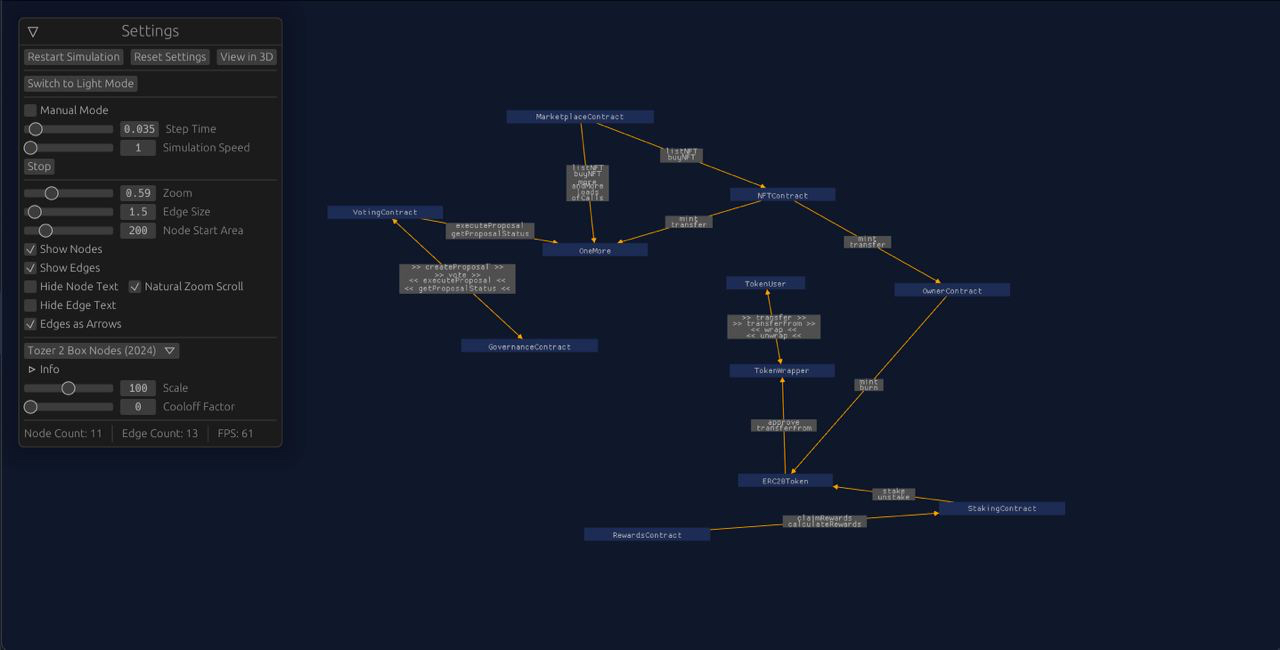 Settings
Restart Simulation
Reset Settings
View in 3D
Switch to Light Mode
Manual Mode
0.035 Step Time
1 Simulation Speed
Stop
0.59 Zoom
1.5 Edge Size
200 Node Start Area
Show Nodes
Show Edges
Hide Node Text
Natural Zoom Scroll
Hide Edge Text
Edges as Arrows
Tozer 2 Box Nodes (2024)
Info
100 Scale
0 Cooloff Factor
Node Count: 11
Edge Count: 13
FPS: 61
MarketplaceContract
listNFT
buyNFT
listNFT
buyNFT
more
andMore
loads
ofCalls
NFTContract
VotingContract
mint
transfer
executeProposal
getProposalStatus
mint
transfer
OneMore
>> createProposal >>
>> vote >>
<< executeProposal <<
<< getProposalStatus <<
TokenUser
OwnerContract
>> transfer >>
>> transferFrom >>
<< wrap <<
<< unwrap <<
GovernanceContract
TokenWrapper
mint
burn
approve
transferFrom
ERC20Token
stake
unstake
StakingContract
claimRewards
calculateRewards
RewardsContract